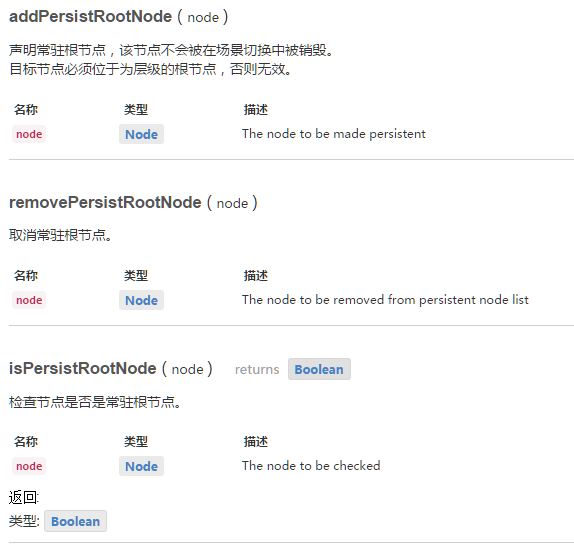 addPersistRootNode ( node )
声明常驻根节点，该节点不会被在场景切换中被销毁。
目标节点必须位于为层级的根节点，否则无效。
名称 类型 描述
node Node The node to be made persistent
removePersistRootNode ( node )
取消常驻根节点。
名称 类型 描述
node Node The node to be removed from persistent node list
isPersistRootNode ( node ) returns Boolean
检查节点是否是常驻根节点。
名称 类型 描述
node Node The node to be checked
返回:
类型: Boolean